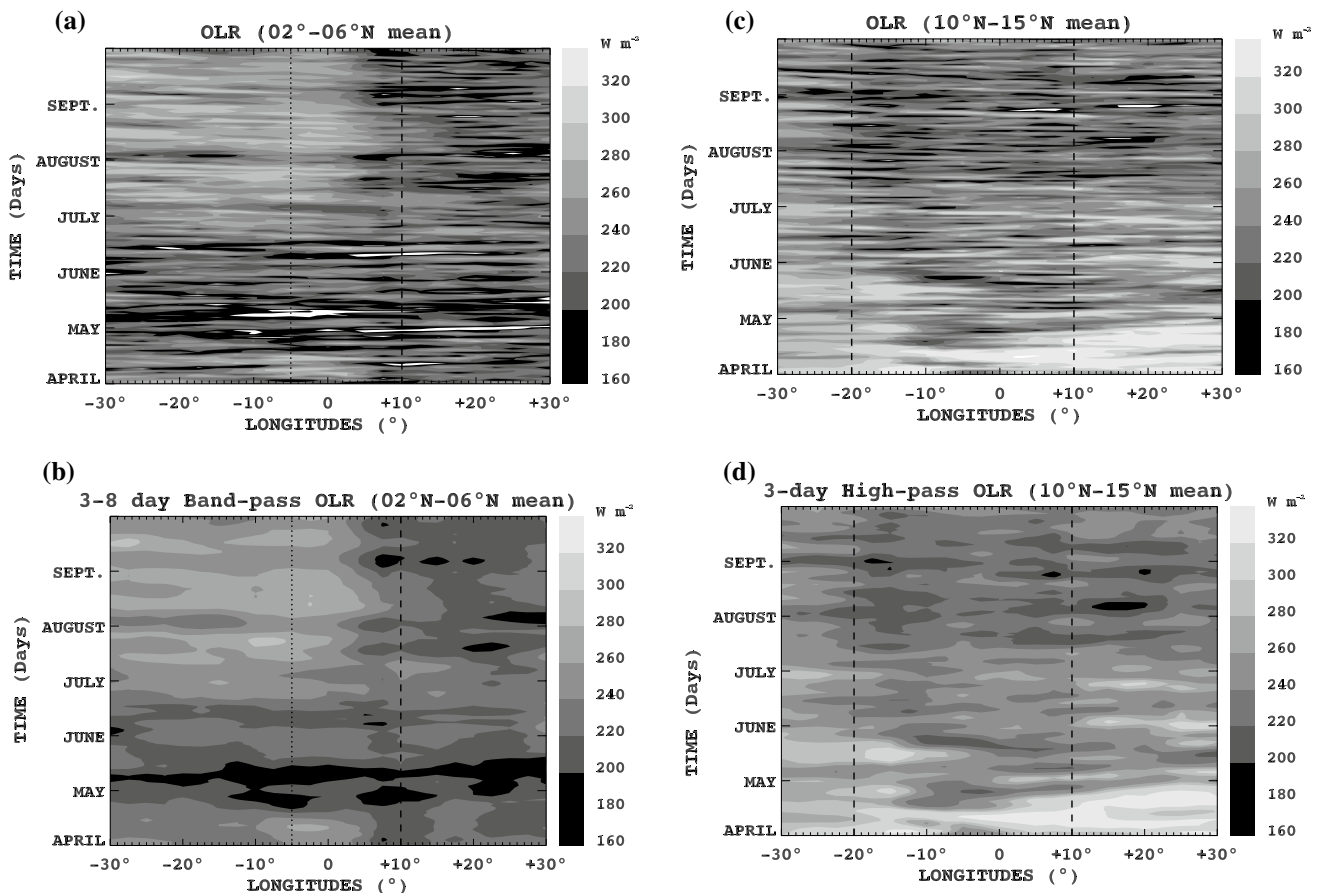 (a)
OLR (02°-06°N mean)
W m⁻²
320
300
280
260
240
220
200
180
160
SEPT.
AUGUST
JULY
JUNE
MAY
APRIL
TIME (Days)
-30° -20° -10° 0 +10° +20° +30°
LONGITUDES (°)
(c)
OLR (10°N-15°N mean)
W m⁻²
320
300
280
260
240
220
200
180
160
SEPT.
AUGUST
JULY
JUNE
MAY
APRIL
TIME (Days)
-30° -20° -10° 0 +10° +20° +30°
LONGITUDES (°)
(b)
3-8 day Band-pass OLR (02°N-06°N mean)
W m⁻²
320
300
280
260
240
220
200
180
160
SEPT.
AUGUST
JULY
JUNE
MAY
APRIL
TIME (Days)
-30° -20° -10° 0 +10° +20° +30°
LONGITUDES (°)
(d)
3-day High-pass OLR (10°N-15°N mean)
W m⁻²
320
300
280
260
240
220
200
180
160
SEPT.
AUGUST
JULY
JUNE
MAY
APRIL
TIME (Days)
-30° -20° -10° 0 +10° +20° +30°
LONGITUDES (°)